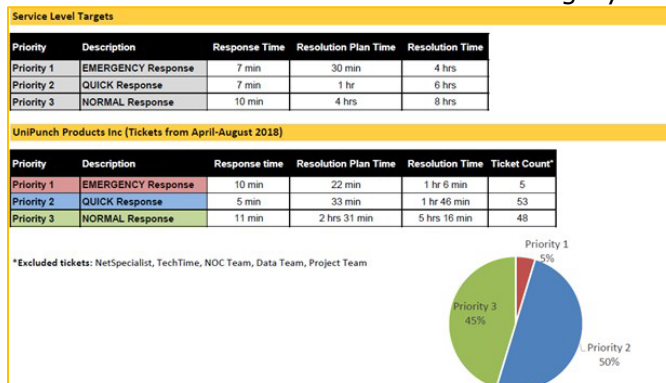 Service Level Targets
Priority Description Response Time Resolution Plan Time Resolution Time
Priority 1 EMERGENCY Response 7 min 30 min 4 hrs
Priority 2 QUICK Response 7 min 1 hr 6 hrs
Priority 3 NORMAL Response 10 min 4 hrs 8 hrs
UniPunch Products Inc (Tickets from April-August 2018)
Priority Description Response time Resolution Plan Time Resolution Time Ticket Count*
Priority 1 EMERGENCY Response 10 min 22 min 1 hr 6 min 5
Priority 2 QUICK Response 5 min 33 min 1 hr 46 min 53
Priority 3 NORMAL Response 11 min 2 hrs 31 min 5 hrs 16 min 48
*Excluded tickets: NetSpecialist, TechTime, NOC Team, Data Team, Project Team
Priority 1
5%
Priority 3
45%
Priority 2
50%